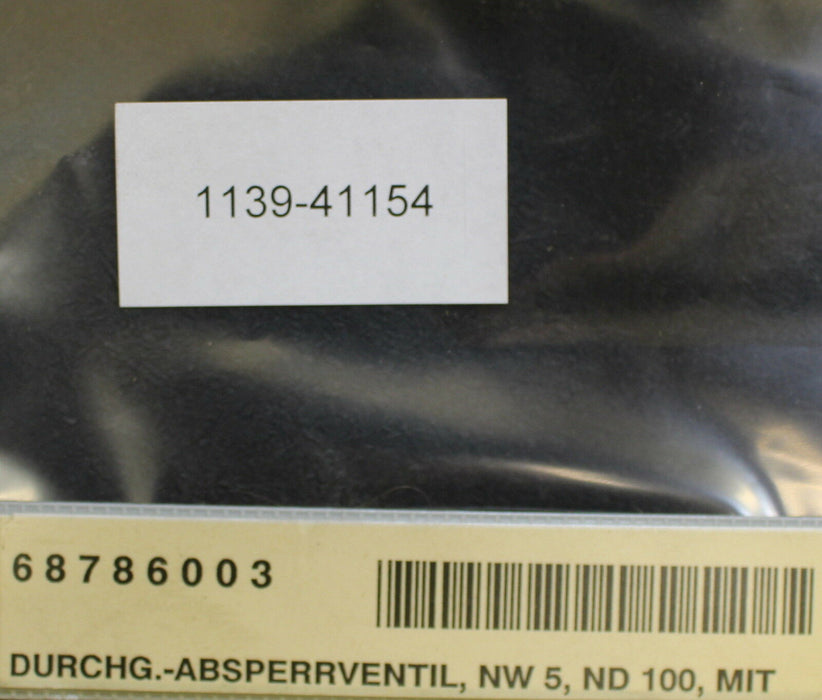 1139-41154
68786003
DURCHG.-ABSPERRVENTIL, NW 5, ND 100, MIT